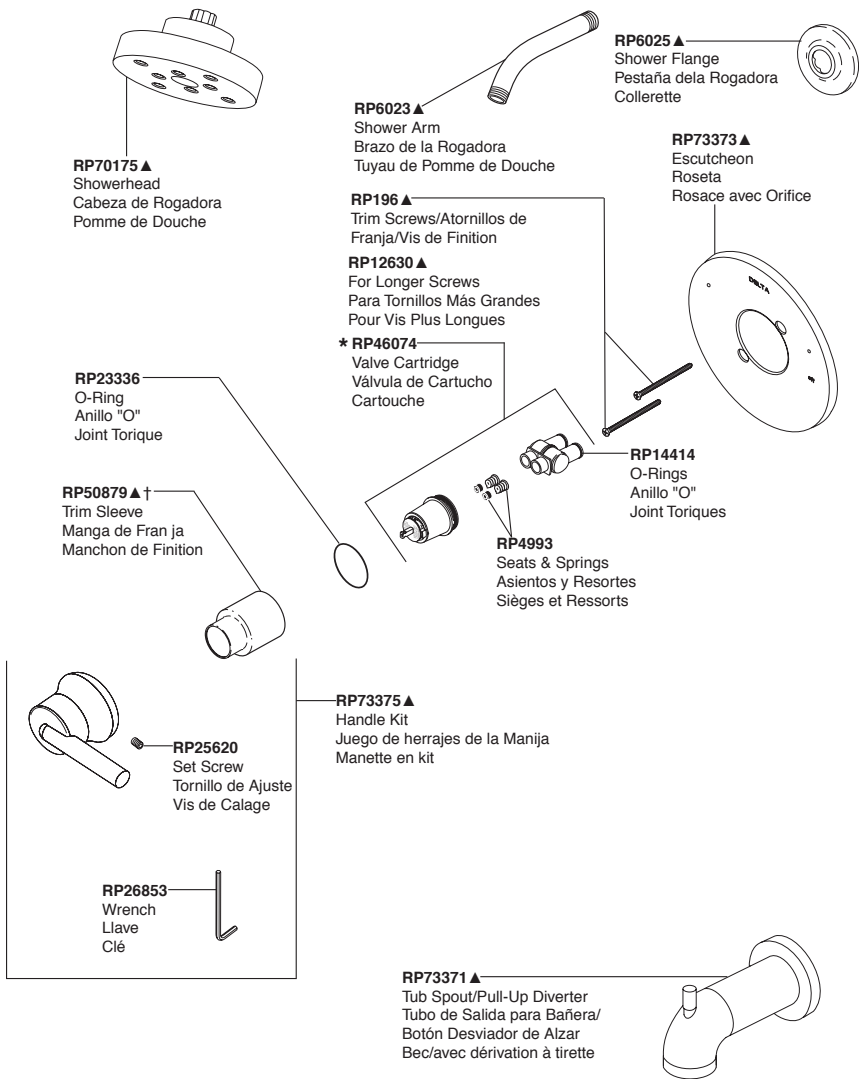 RP70175▲
Showerhead
Cabeza de Rogadora
Pomme de Douche
RP6023▲
Shower Arm
Brazo de la Rogadora
Tuyau de Pomme de Douche
RP6025▲
Shower Flange
Pestaña dela Rogadora
Collerette
RP73373▲
Escutcheon
Roseta
Rosace avec Orifice
DELTA
RP196▲
Trim Screws/Atornillos de
Franja/Vis de Finition
RP12630▲
For Longer Screws
Para Tornillos Más Grandes
Pour Vis Plus Longues
* RP46074
Valve Cartridge
Válvula de Cartucho
Cartouche
RP23336
O-Ring
Anillo "O"
Joint Torique
RP14414
O-Rings
Anillo "O"
Joint Toriques
RP50879▲†
Trim Sleeve
Manga de Fran ja
Manchon de Finition
RP4993
Seats & Springs
Asientos y Resortes
Sièges et Ressorts
RP73375▲
Handle Kit
Juego de herrajes de la Manija
Manette en kit
RP25620
Set Screw
Tornillo de Ajuste
Vis de Calage
RP26853
Wrench
Llave
Clé
RP73371▲
Tub Spout/Pull-Up Diverter
Tubo de Salida para Bañera/
Botón Desviador de Alzar
Bec/avec dérivation à tirette